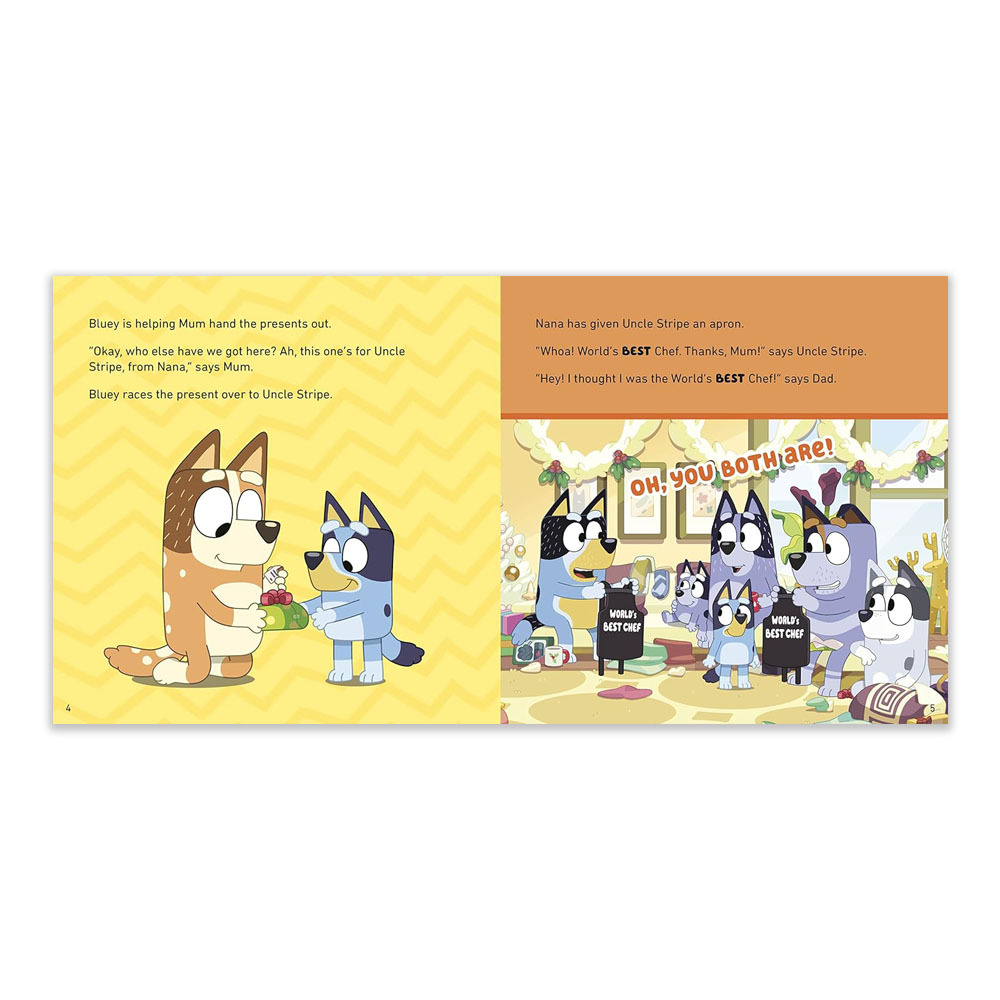 Bluey is helping Mum hand the presents out.
"Okay, who else have we got here? Ah, this one's for Uncle
Stripe, from Nana," says Mum.
Bluey races the present over to Uncle Stripe.
4
Nana has given Uncle Stripe an apron.
"Whoa! World's BEST Chef. Thanks, Mum!" says Uncle Stripe.
"Hey! I thought I was the World's BEST Chef!" says Dad.
OH, YOU BOTH ARE!
WORLD's
BEST CHEF
WORLD's
BEST CHEF
5